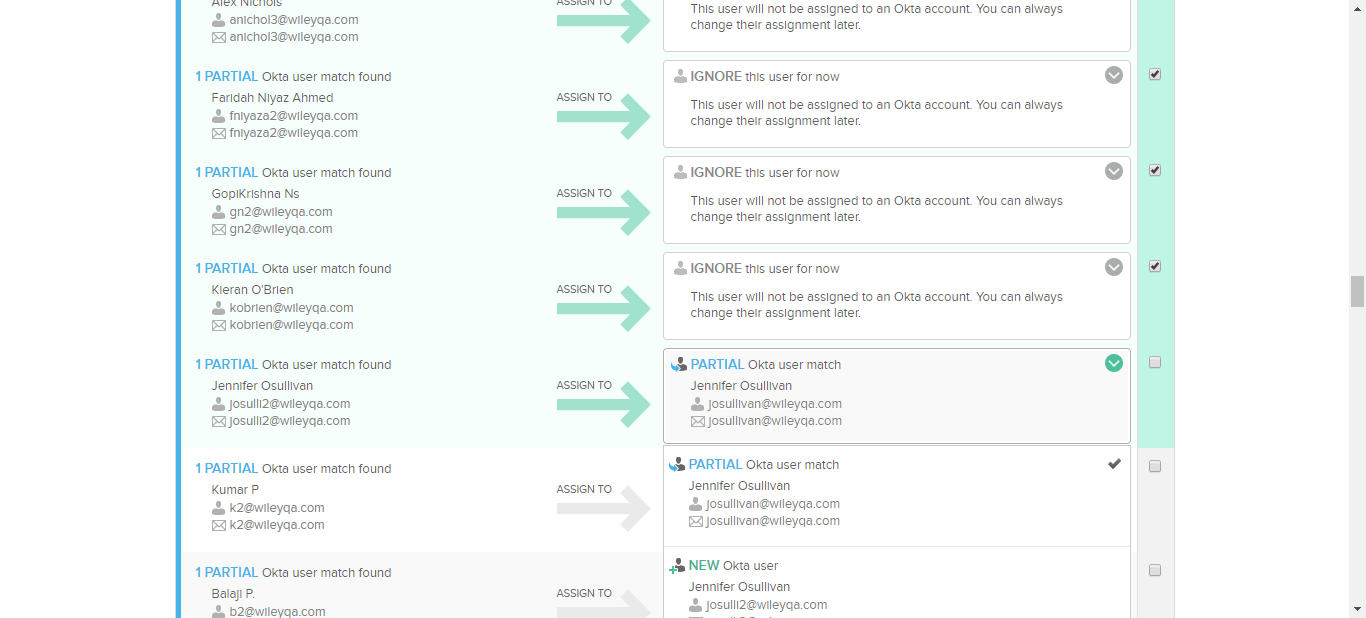 Alex Nichols
anichol3@wileyqa.com
anichol3@wileyqa.com
ASSIGN TO
This user will not be assigned to an Okta account. You can always
change their assignment later.
1 PARTIAL Okta user match found
Faridah Niyaz Ahmed
fniyaza2@wileyqa.com
fniyaza2@wileyqa.com
ASSIGN TO
IGNORE this user for now
This user will not be assigned to an Okta account. You can always
change their assignment later.
1 PARTIAL Okta user match found
GopiKrishna Ns
gn2@wileyqa.com
gn2@wileyqa.com
ASSIGN TO
IGNORE this user for now
This user will not be assigned to an Okta account. You can always
change their assignment later.
1 PARTIAL Okta user match found
Kieran O'Brien
kobrien@wileyqa.com
kobrien@wileyqa.com
ASSIGN TO
IGNORE this user for now
This user will not be assigned to an Okta account. You can always
change their assignment later.
1 PARTIAL Okta user match found
Jennifer Osullivan
josulli2@wileyqa.com
josulli2@wileyqa.com
ASSIGN TO
PARTIAL Okta user match
Jennifer Osullivan
josullivan@wileyqa.com
josullivan@wileyqa.com
1 PARTIAL Okta user match found
Kumar P
k2@wileyqa.com
k2@wileyqa.com
ASSIGN TO
PARTIAL Okta user match
Jennifer Osullivan
josullivan@wileyqa.com
josullivan@wileyqa.com
1 PARTIAL Okta user match found
Balaji P.
b2@wileyqa.com
ASSIGN TO
NEW Okta user
Jennifer Osullivan
josulli2@wileyqa.com